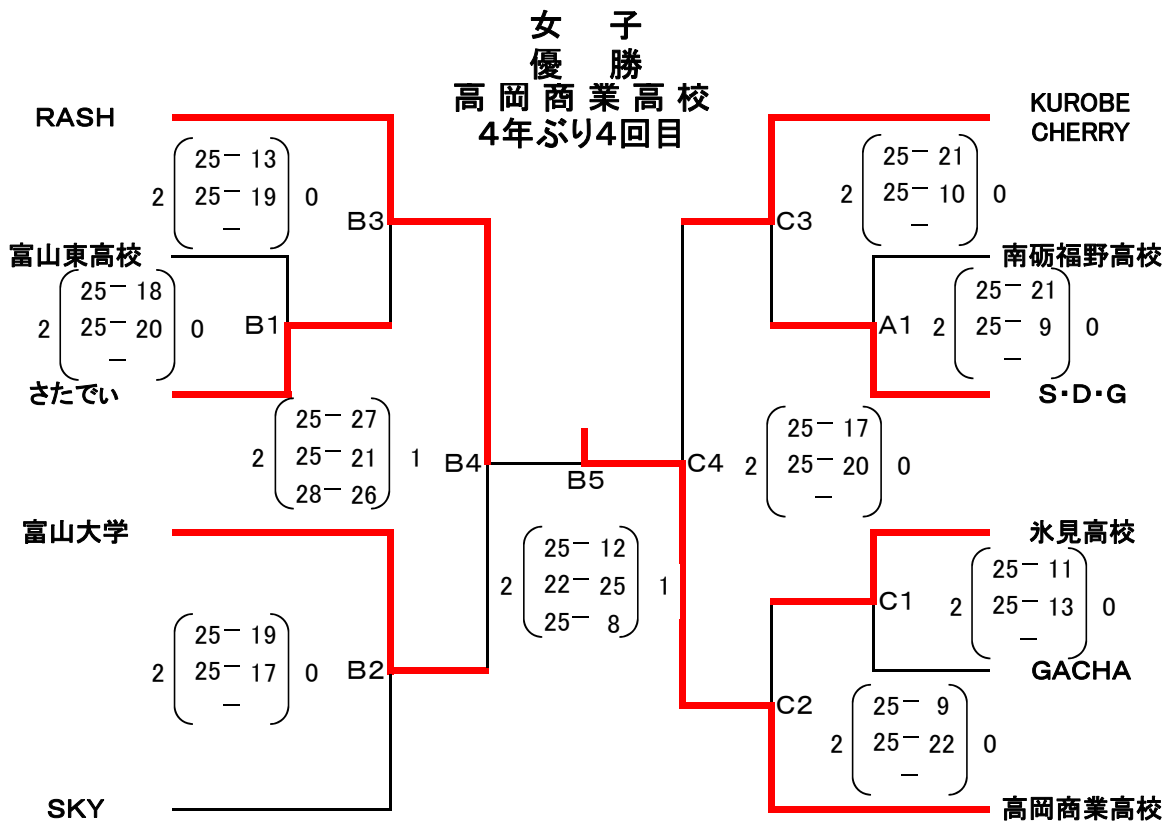 女 子
優 勝
高岡商業高校
4年ぶり4回目
RASH
2 25－13 0
25－19
－
B3
富山東高校
2 25－18 0
25－20
－
B1
さたでぃ
2 25－27 1
25－21
28－26
B4
富山大学
2 25－19 0
25－17
－
B2
SKY
B5
2 25－12 1
22－25
25－8
KUROBE
CHERRY
2 25－21 0
25－10
－
C3
南砺福野高校
A1
2 25－21 0
25－9
－
S・D・G
C4
2 25－17 0
25－20
－
氷見高校
C1
2 25－11 0
25－13
－
GACHA
C2
2 25－9 0
25－22
－
高岡商業高校